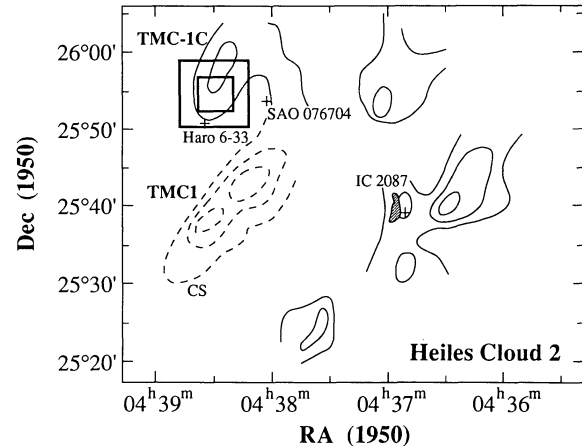 26°00'
25°50'
25°40'
25°30'
25°20'
Dec (1950)
TMC-1C
SAO 076704
Haro 6-33
TMC1
IC 2087
CS
Heiles Cloud 2
04ʰ39ᵐ
04ʰ38ᵐ
04ʰ37ᵐ
04ʰ36ᵐ
RA (1950)